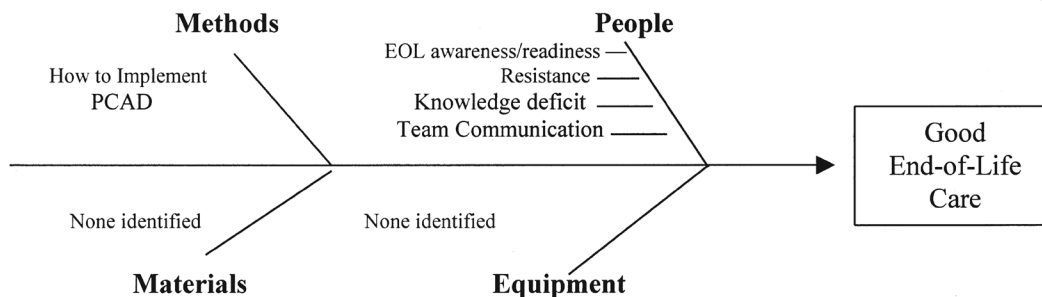 Methods
People
How to Implement
PCAD
EOL awareness/readiness
Resistance
Knowledge deficit
Team Communication
Good
End-of-Life
Care
None identified
None identified
Materials
Equipment